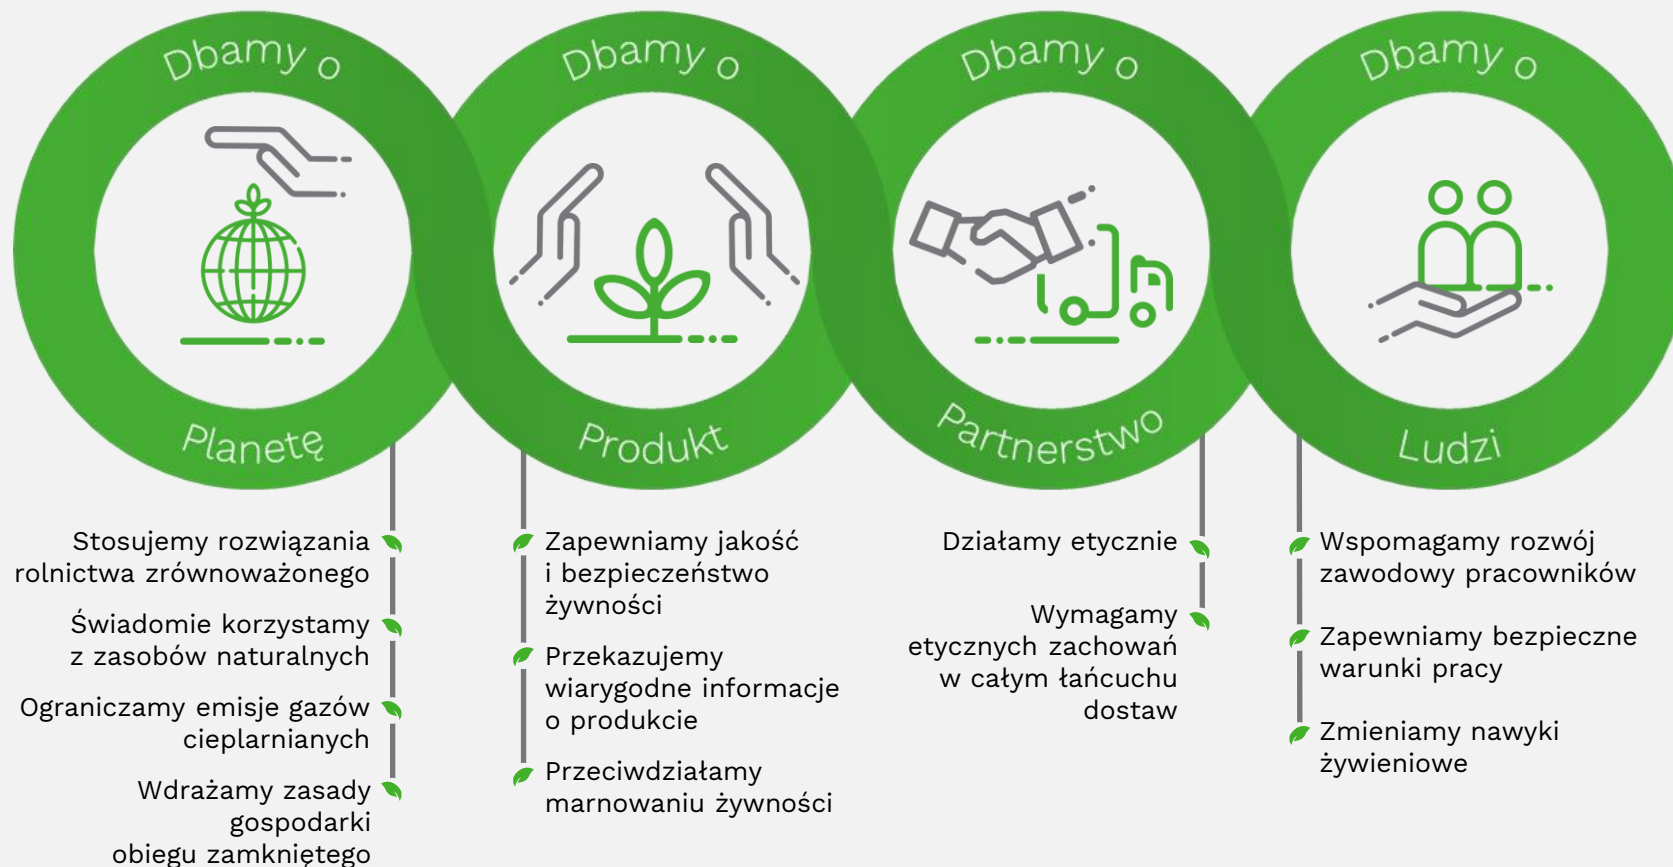 Dbamy o
Planetę
Stosujemy rozwiązania
rolnictwa zrównoważonego
Świadomie korzystamy
z zasobów naturalnych
Ograniczamy emisje gazów
cieplarnianych
Wdrażamy zasady
gospodarki
obiegu zamkniętego
Dbamy o
Produkt
Zapewniamy jakość
i bezpieczeństwo
żywności
Przekazujemy
wiarygodne informacje
o produkcie
Przeciwdziałamy
marnowaniu żywności
Dbamy o
Partnerstwo
Działamy etycznie
Wymagamy
etycznych zachowań
w całym łańcuchu
dostaw
Dbamy o
Ludzi
Wspomagamy rozwój
zawodowy pracowników
Zapewniamy bezpieczne
warunki pracy
Zmieniamy nawyki
żywieniowe